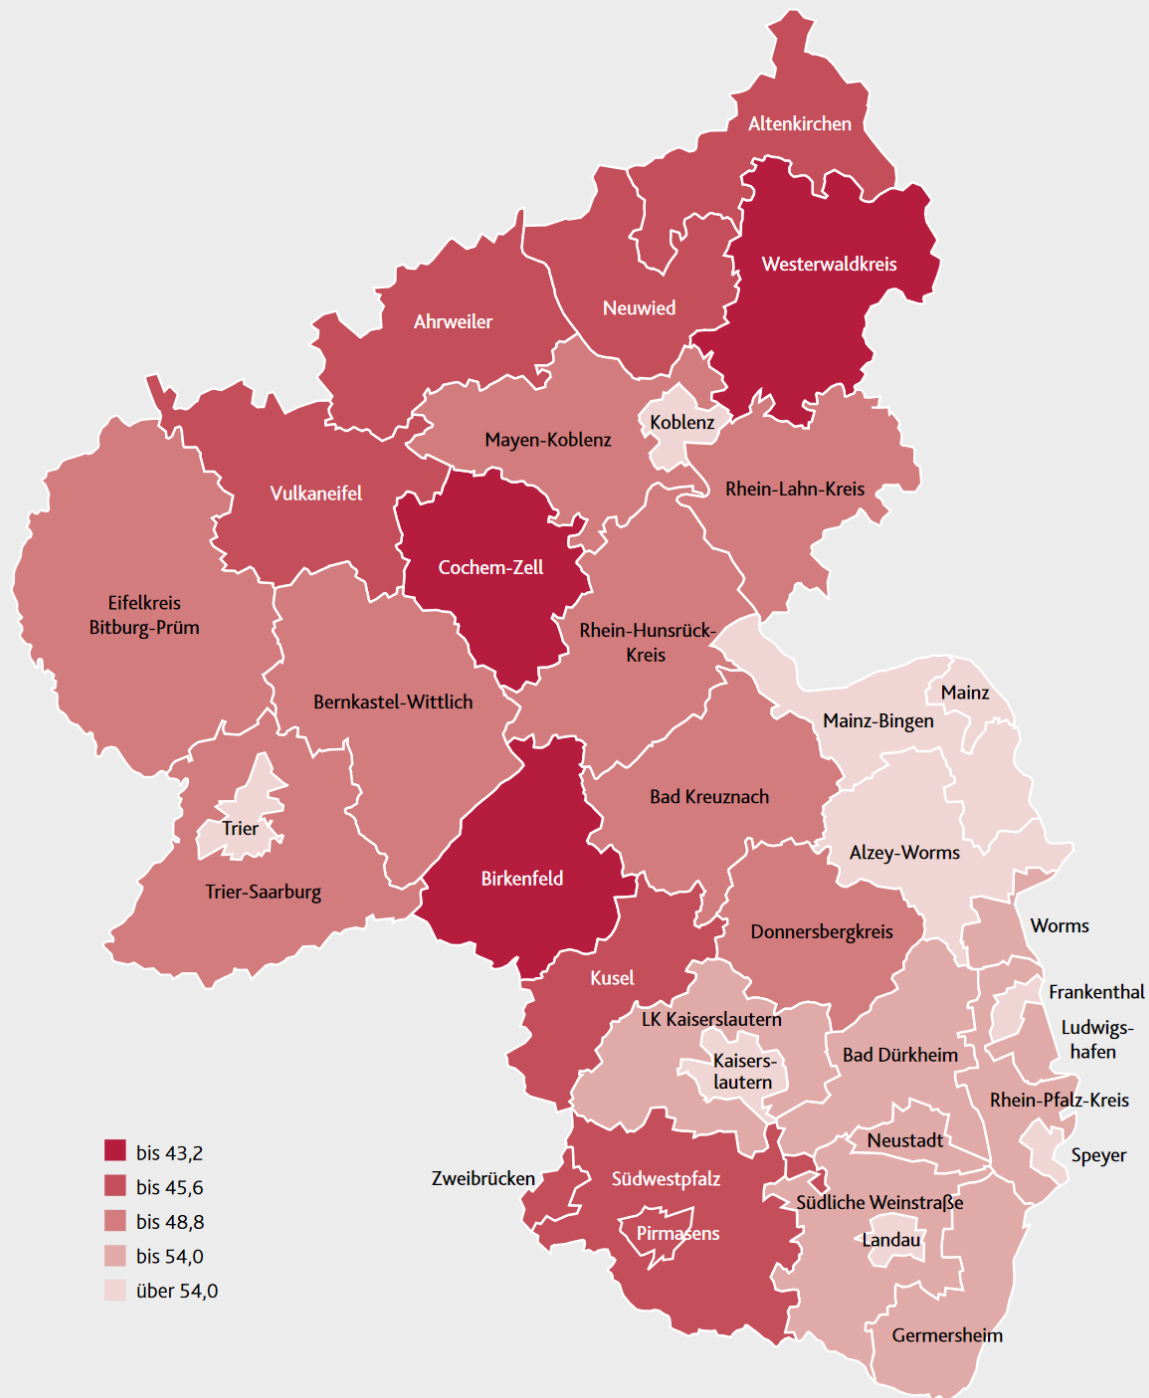 Altenkirchen
Westerwaldkreis
Neuwied
Ahrweiler
Koblenz
Mayen-Koblenz
Rhein-Lahn-Kreis
Vulkaneifel
Cochem-Zell
Eifelkreis
Bitburg-Prüm
Rhein-Hunsrück-
Kreis
Mainz
Bernkastel-Wittlich
Mainz-Bingen
Bad Kreuznach
Trier
Alzey-Worms
Birkenfeld
Trier-Saarburg
Worms
Donnersbergkreis
Kusel
Frankenthal
LK Kaiserslautern
Ludwigs-
hafen
Bad Dürkheim
Kaisers-
lautern
Rhein-Pfalz-Kreis
Neustadt
Speyer
Zweibrücken
Südwestpfalz
Südliche Weinstraße
Pirmasens
Landau
Germersheim
bis 43,2
bis 45,6
bis 48,8
bis 54,0
über 54,0